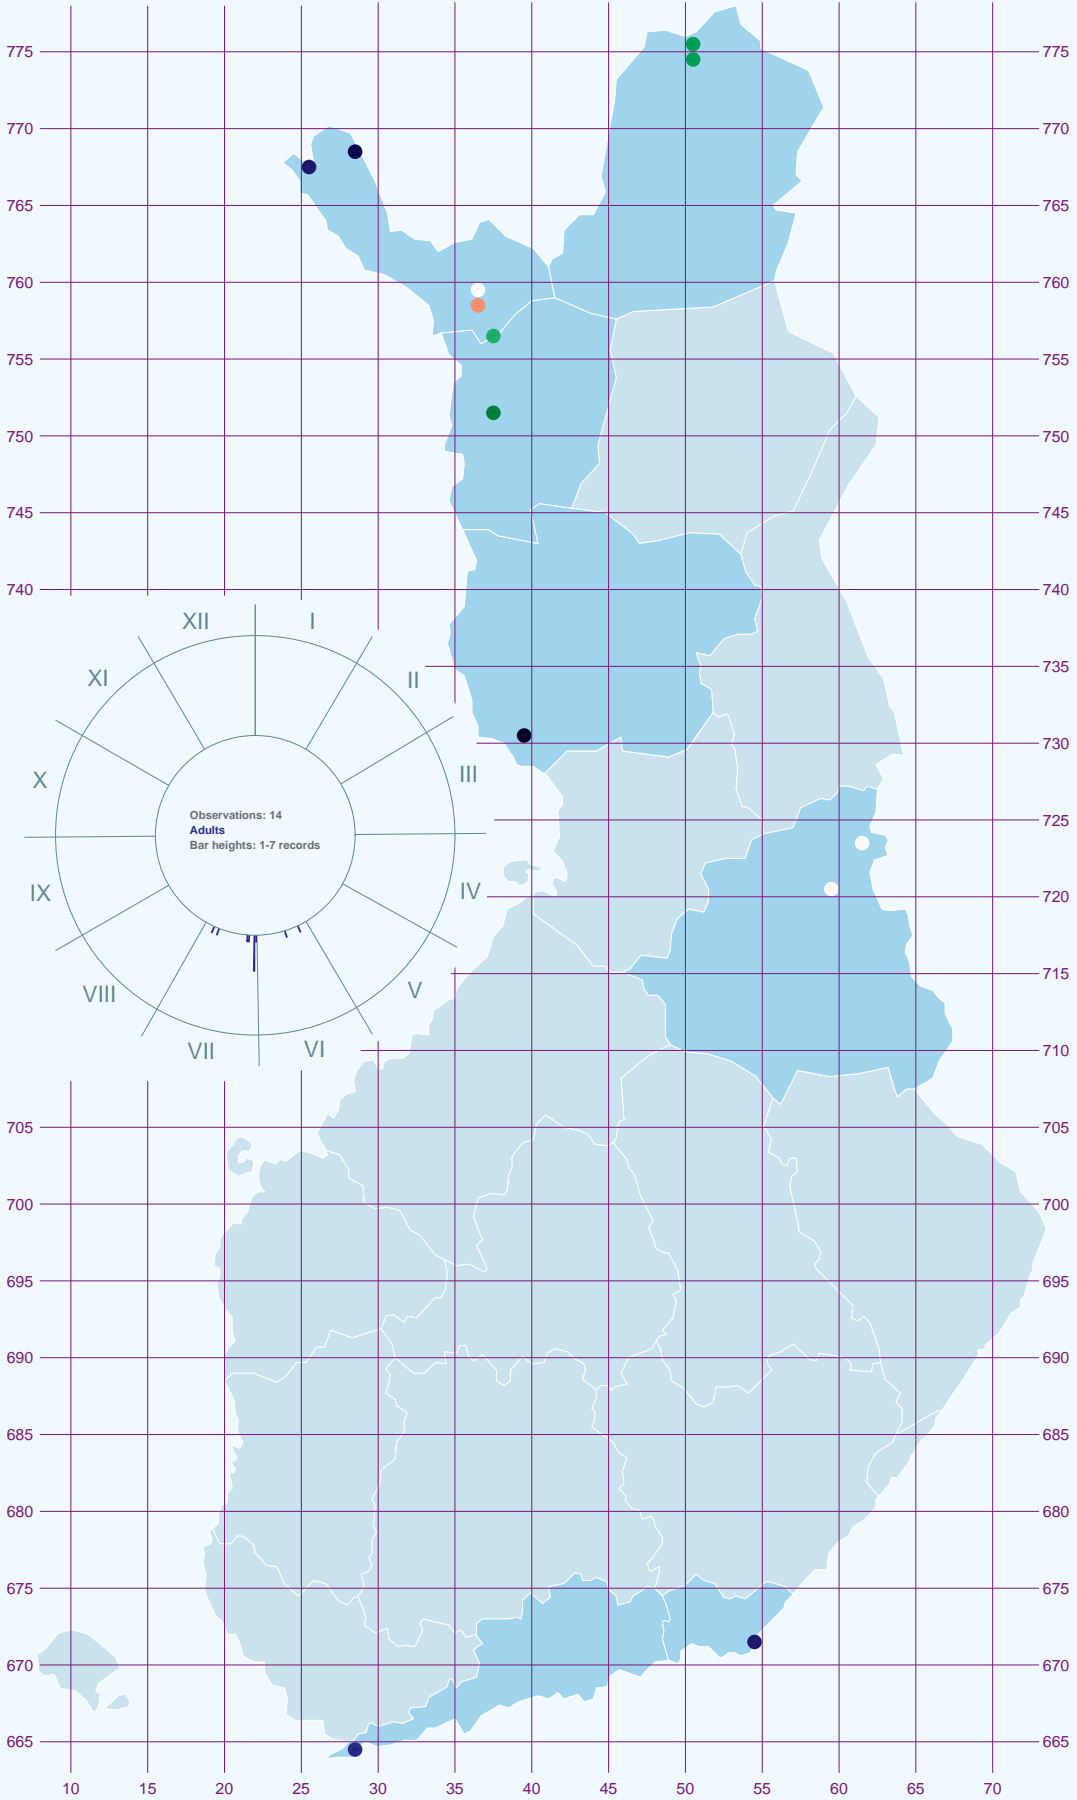 775 775
770 770
765 765
760 760
755 755
750 750
745 745
740 740
XII I
XI II
735
X III
730
Observations: 14
Adults
Bar heights: 1-7 records
725
IX IV
720
VIII V
715
VII VI
710
705 705
700 700
695 695
690 690
685 685
680 680
675 675
670 670
665 665
10 15 20 25 30 35 40 45 50 55 60 65 70